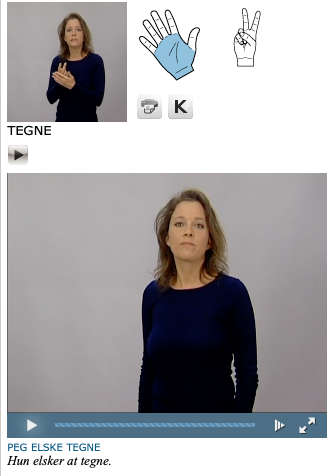 K
TEGNE
PEG ELSKE TEGNE
Hun elsker at tegne.